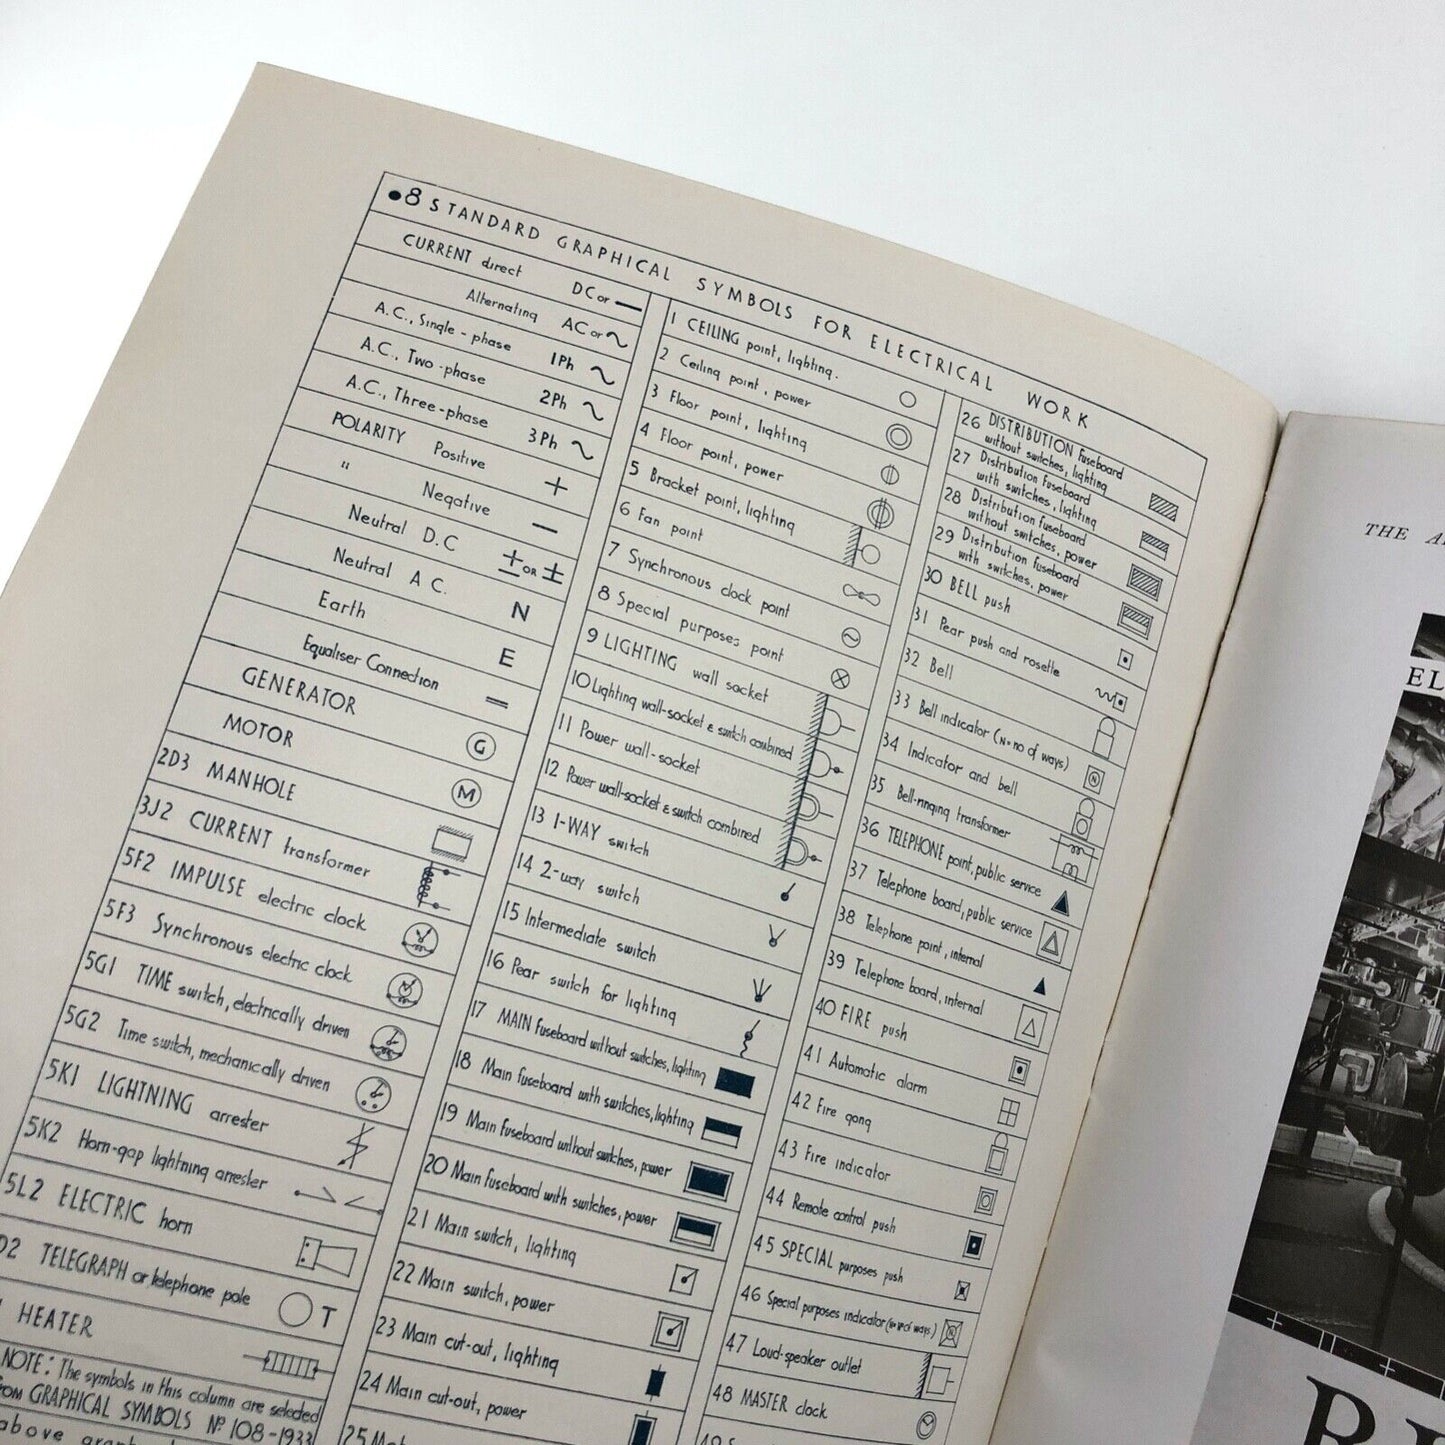 ●8 STANDARD GRAPHICAL SYMBOLS FOR ELECTRICAL WORK
CURRENT direct DC or
Alternating AC or
A.C., Single-phase 1Ph
A.C., Two-phase 2Ph
A.C., Three-phase 3Ph
POLARITY Positive +
" Negative
Neutral D.C OR
Neutral A C. N
Earth E
Equaliser Connection
GENERATOR G
MOTOR M
2D3 MANHOLE
3J2 CURRENT transformer
5F2 IMPULSE electric clock
5F3 Synchronous electric clock
5G1 TIME switch, electrically driven
5G2 Time switch, mechanically driven
5K1 LIGHTNING arrester
5K2 Horn-gap lightning arrester
5L2 ELECTRIC horn
D2 TELEGRAPH or telephone pole T
HEATER
NOTE: The symbols in this column are selected
from GRAPHICAL SYMBOLS No. 108-1933
above
1 CEILING point, lighting.
2 Ceiling point, power
3 Floor point, lighting
4 Floor point, power
5 Bracket point, lighting
6 Fan point
7 Synchronous clock point
8 Special purposes point
9 LIGHTING wall socket
10 Lighting wall-socket & switch combined
11 Power wall-socket
12 Power wall-socket & switch combined
13 1-WAY switch
14 2-way switch
15 Intermediate switch
16 Pear switch for lighting
17 MAIN fuseboard without switches, lighting
18 Main fuseboard with switches, lighting
19 Main fuseboard without switches, power
20 Main fuseboard with switches, power
21 Main switch, lighting
22 Main switch, power
23 Main cut-out, lighting
24 Main cut-out, power
25
26 DISTRIBUTION fuseboard
without switches, lighting
27 Distribution fuseboard
with switches, lighting
28 Distribution fuseboard
without switches, power
29 Distribution fuseboard
with switches, power
30 BELL push
31 Pear push and rosette
32 Bell
33 Bell indicator (N = no of ways) N
34 Indicator and bell
35 Bell-ringing transformer
36 TELEPHONE point, public service
37 Telephone board, public service
38 Telephone point, internal
39 Telephone board, internal
40 FIRE push
41 Automatic alarm
42 Fire gong
43 Fire indicator
44 Remote control push
45 SPECIAL purposes push
46 Special purposes indicator (N = no of ways) N
47 Loud-speaker outlet
48 MASTER clock
49
THE
EL